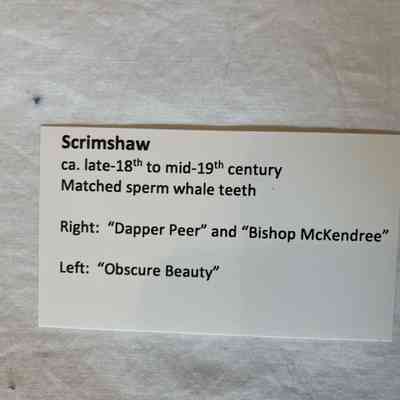 Scrimshaw
ca. late-18th to mid-19th century
Matched sperm whale teeth
Right: “Dapper Peer” and “Bishop McKendree”
Left: “Obscure Beauty”